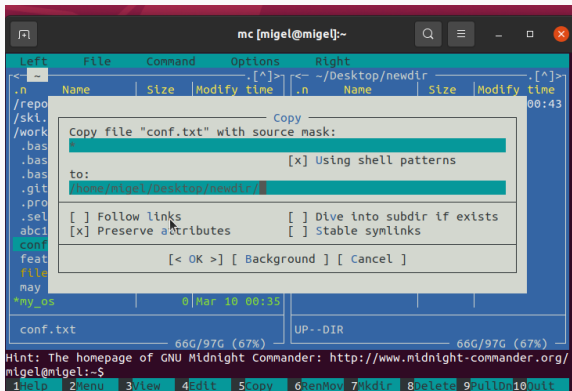 mc [migel@migel]:~
Left File Command Options Right
<─ ~ .[^]> <─ ~/Desktop/newdir .[^]>
.n Name Size Modify time .n Name Size Modify time
/repo 00:43
Copy
/ski.
Copy file "conf.txt" with source mask:
/work
*
.bas
[x] Using shell patterns
.bas
to:
.bas
/home/migel/Desktop/newdir/
.git
.pro
[ ] Follow links [ ] Dive into subdir if exists
.sel
[x] Preserve attributes [ ] Stable symlinks
abc1
conf
[< OK >] [ Background ] [ Cancel ]
feat
file
may
*my_os 0 Mar 10 00:35
conf.txt UP--DIR
66G/97G (67%) 66G/97G (67%)
Hint: The homepage of GNU Midnight Commander: http://www.midnight-commander.org/
migel@migel:~$
1Help 2Menu 3View 4Edit 5Copy 6RenMov 7Mkdir 8Delete 9PullDn 10Quit